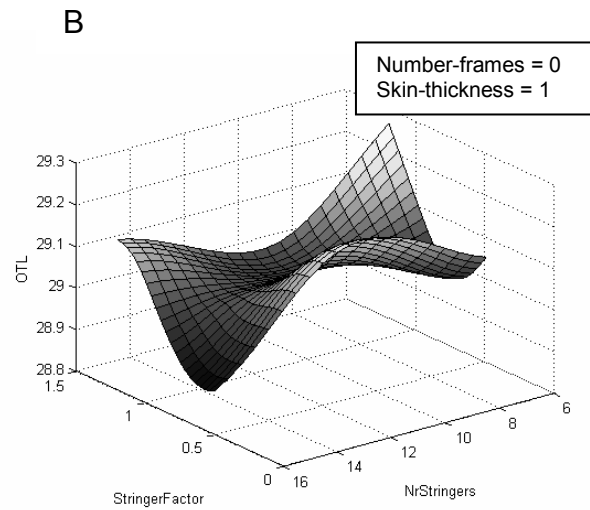 B
Number-frames = 0
Skin-thickness = 1
29.3
29.2
29.1
29
28.9
28.8
OTL
1.5
1
0.5
0
StringerFactor
16
14
12
10
8
6
NrStringers